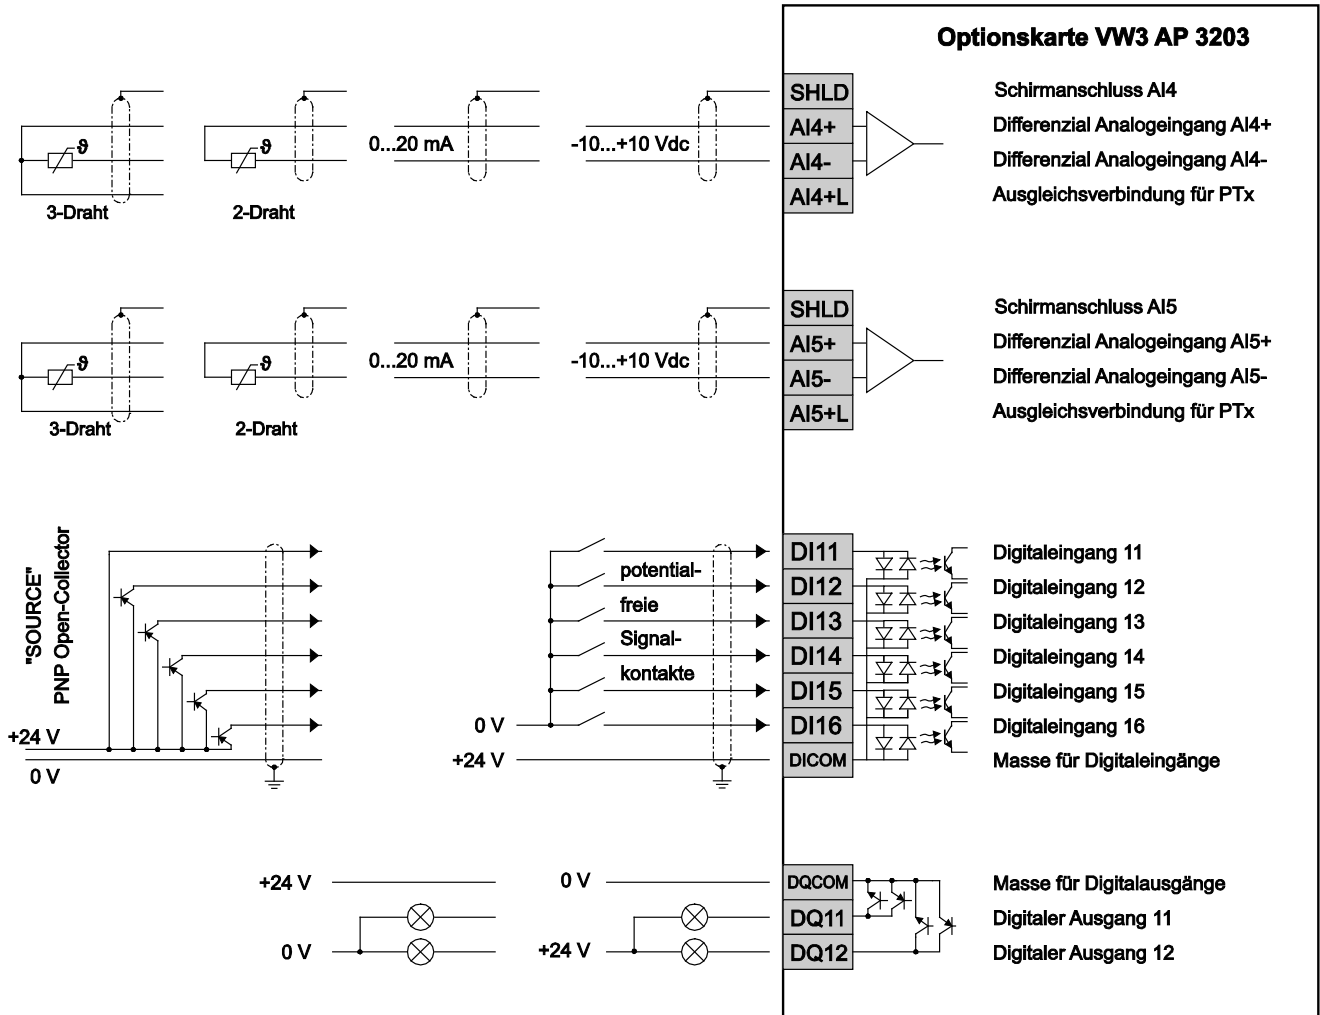 Optionskarte VW3 AP 3203
SHLD Schirmanschluss AI4
0...20 mA -10...+10 Vdc AI4+ Differenzial Analogeingang AI4+
ϑ ϑ AI4- Differenzial Analogeingang AI4-
AI4+L Ausgleichsverbindung für PTx
3-Draht 2-Draht
SHLD Schirmanschluss AI5
0...20 mA -10...+10 Vdc AI5+ Differenzial Analogeingang AI5+
ϑ ϑ AI5- Differenzial Analogeingang AI5-
AI5+L Ausgleichsverbindung für PTx
3-Draht 2-Draht
"SOURCE"
PNP Open-Collector
+24 V
0 V
potential-
freie
Signal-
kontakte
0 V
+24 V
DI11 Digitaleingang 11
DI12 Digitaleingang 12
DI13 Digitaleingang 13
DI14 Digitaleingang 14
DI15 Digitaleingang 15
DI16 Digitaleingang 16
DICOM Masse für Digitaleingänge
+24 V 0 V DQCOM Masse für Digitalausgänge
DQ11 Digitaler Ausgang 11
0 V +24 V DQ12 Digitaler Ausgang 12